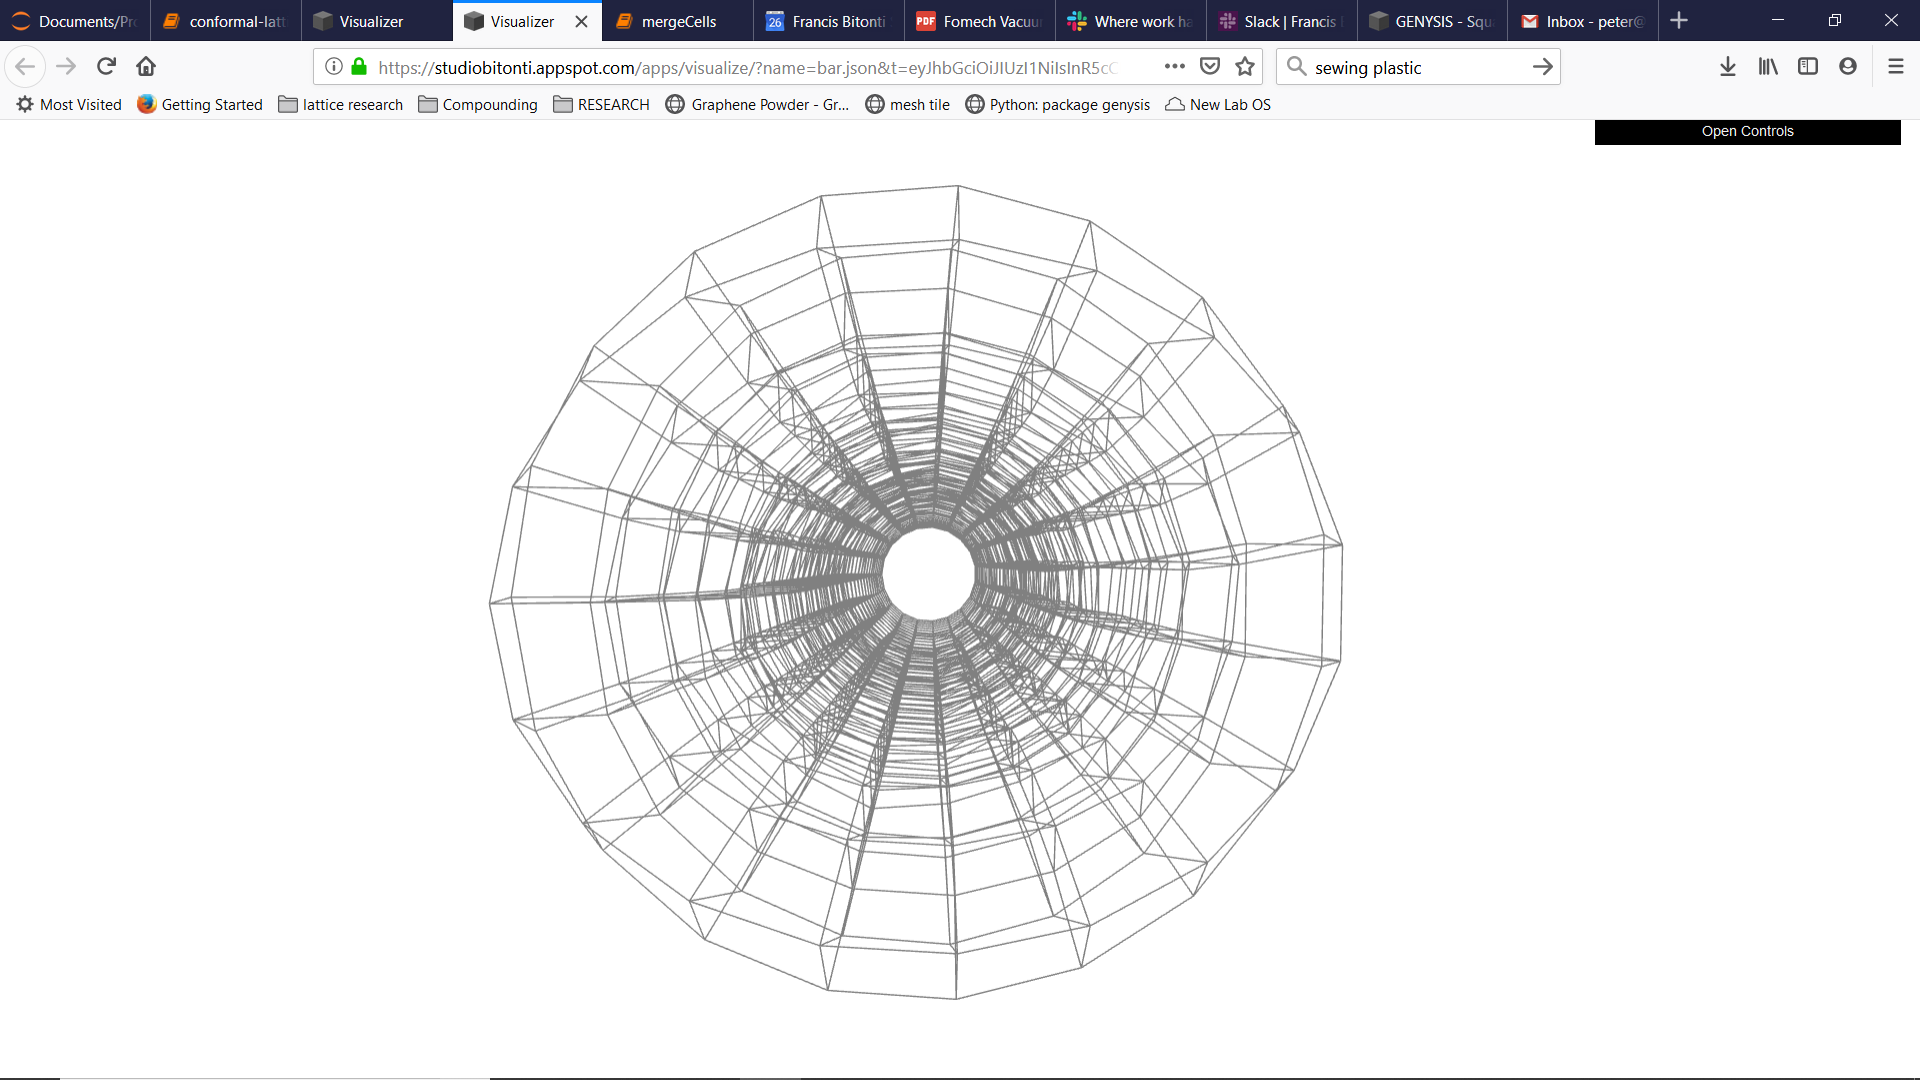 Documents/Pr
conformal-latt
Visualizer
Visualizer
mergeCells
26
Francis Bitonti
PDF
Fomech Vacuu
Where work ha
Slack | Francis
GENYSIS - Squ
Inbox - peter@
https://studiobitonti.appspot.com/apps/visualize/?name=bar.json&t=eyJhbGciOiJIUzI1NiIsInR5cC
sewing plastic
Most Visited
Getting Started
lattice research
Compounding
RESEARCH
Graphene Powder - Gr...
mesh tile
Python: package genysis
New Lab OS
Open Controls